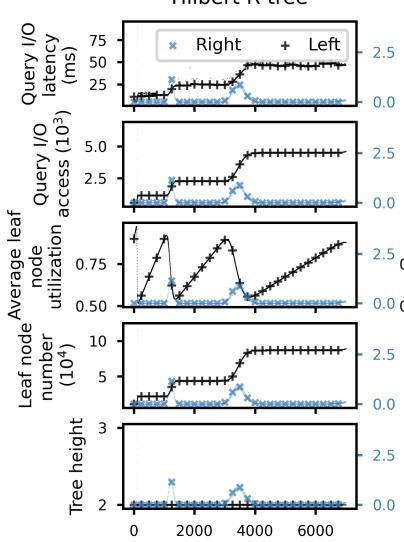 Hilbert R-tree
Query I/O
latency
(ms)
75
50
25
Right
Left
2.5
0.0
Query I/O
access (10³)
5.0
2.5
2.5
0.0
Average leaf
node
utilization
0.75
0.50
2.5
0.0
Leaf node
number
(10⁴)
10
5
2.5
0.0
Tree height
3
2
2.5
0.0
0
2000
4000
6000